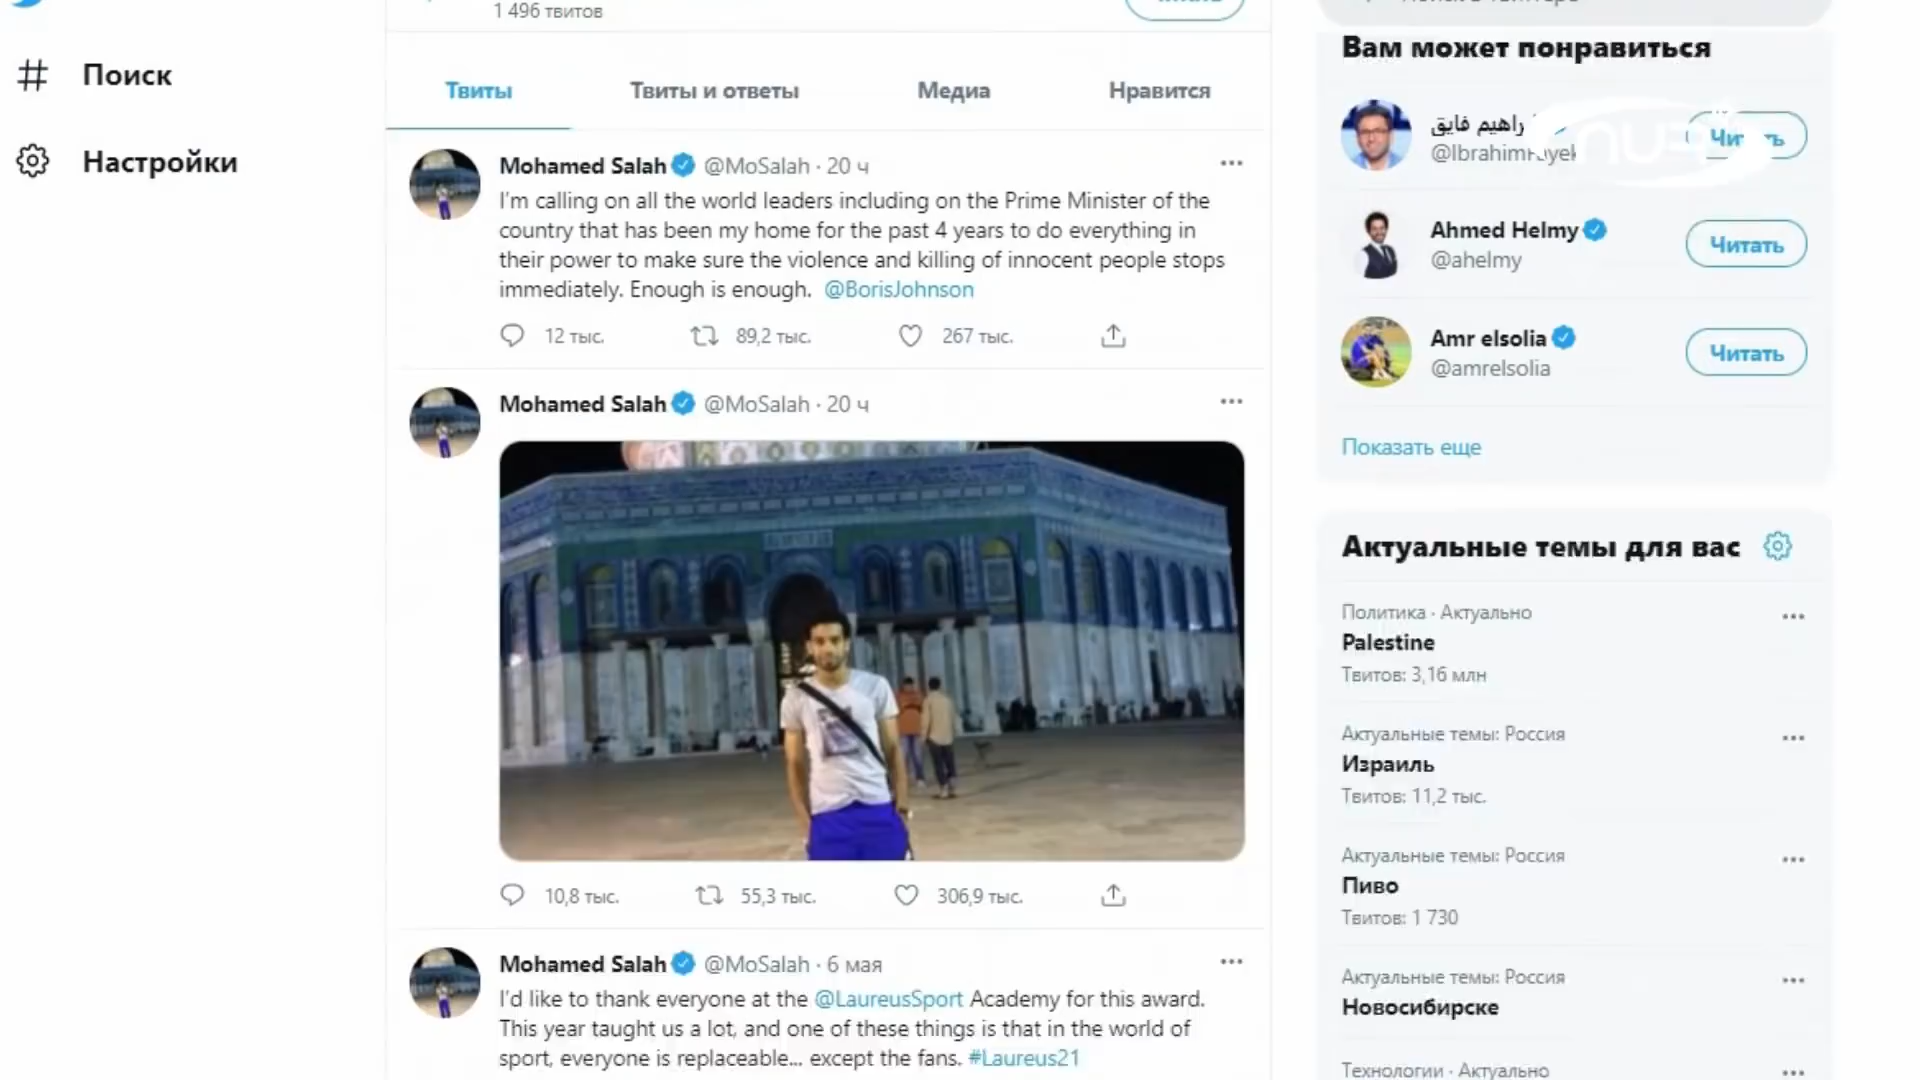 1 496 твитов
Поиск
Настройки
Твиты
Твиты и ответы
Медиа
Нравится
Mohamed Salah @MoSalah · 20 ч
I'm calling on all the world leaders including on the Prime Minister of the
country that has been my home for the past 4 years to do everything in
their power to make sure the violence and killing of innocent people stops
immediately. Enough is enough. @BorisJohnson
12 тыс.
89,2 тыс.
267 тыс.
Mohamed Salah @MoSalah · 20 ч
10,8 тыс.
55,3 тыс.
306,9 тыс.
Mohamed Salah @MoSalah · 6 мая
I'd like to thank everyone at the @LaureusSport Academy for this award.
This year taught us a lot, and one of these things is that in the world of
sport, everyone is replaceable... except the fans. #Laureus21
Вам может понравиться
فايق
Читать
Ahmed Helmy
@ahelmy
Читать
Amr elsolia
@amrelsolia
Читать
Показать еще
Актуальные темы для вас
Политика · Актуально
Palestine
Твитов: 3,16 млн
Актуальные темы: Россия
Израиль
Твитов: 11,2 тыс.
Актуальные темы: Россия
Пиво
Твитов: 1 730
Актуальные темы: Россия
Новосибирске
Технологии · Актуально